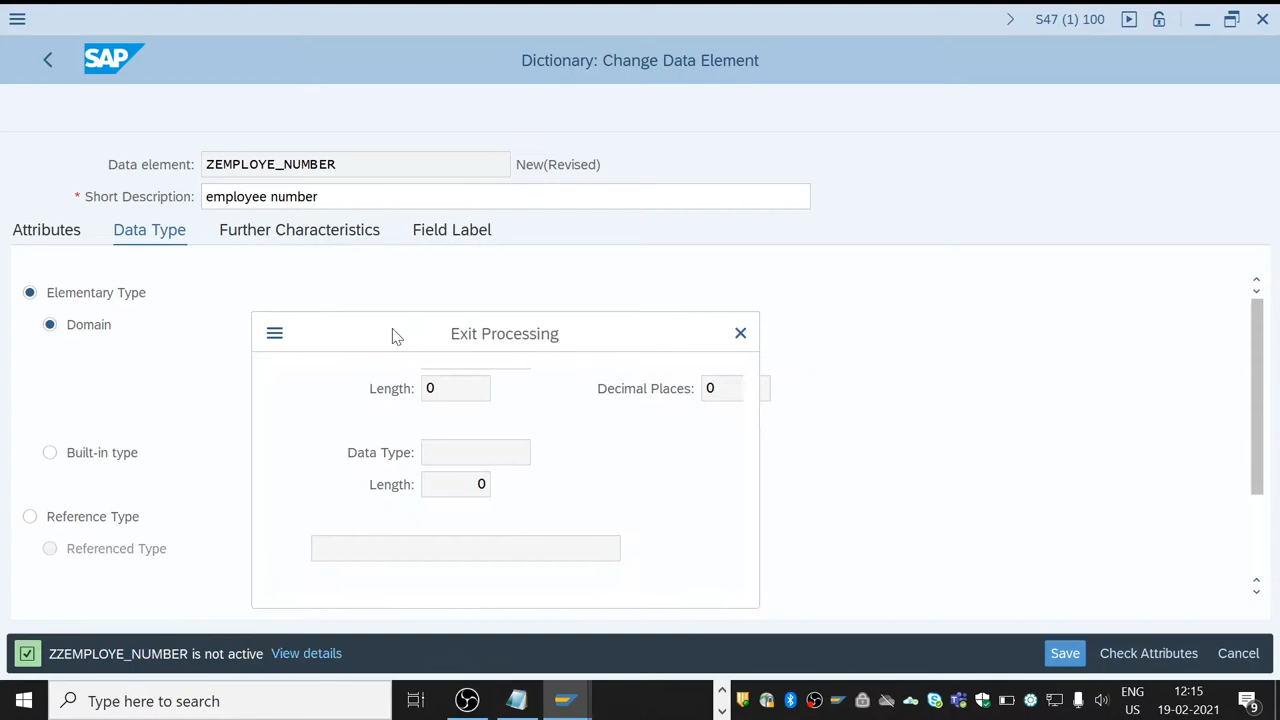 S47 (1) 100
SAP
Dictionary: Change Data Element
Data element: ZEMPLOYE_NUMBER New(Revised)
* Short Description: employee number
Attributes Data Type Further Characteristics Field Label
Elementary Type
Domain
Exit Processing
Length: 0 Decimal Places: 0
Built-in type
Data Type:
Length: 0
Reference Type
Referenced Type
ZZEMPLOYE_NUMBER is not active View details
Save Check Attributes Cancel
Type here to search
ENG
US
12:15
19-02-2021
9